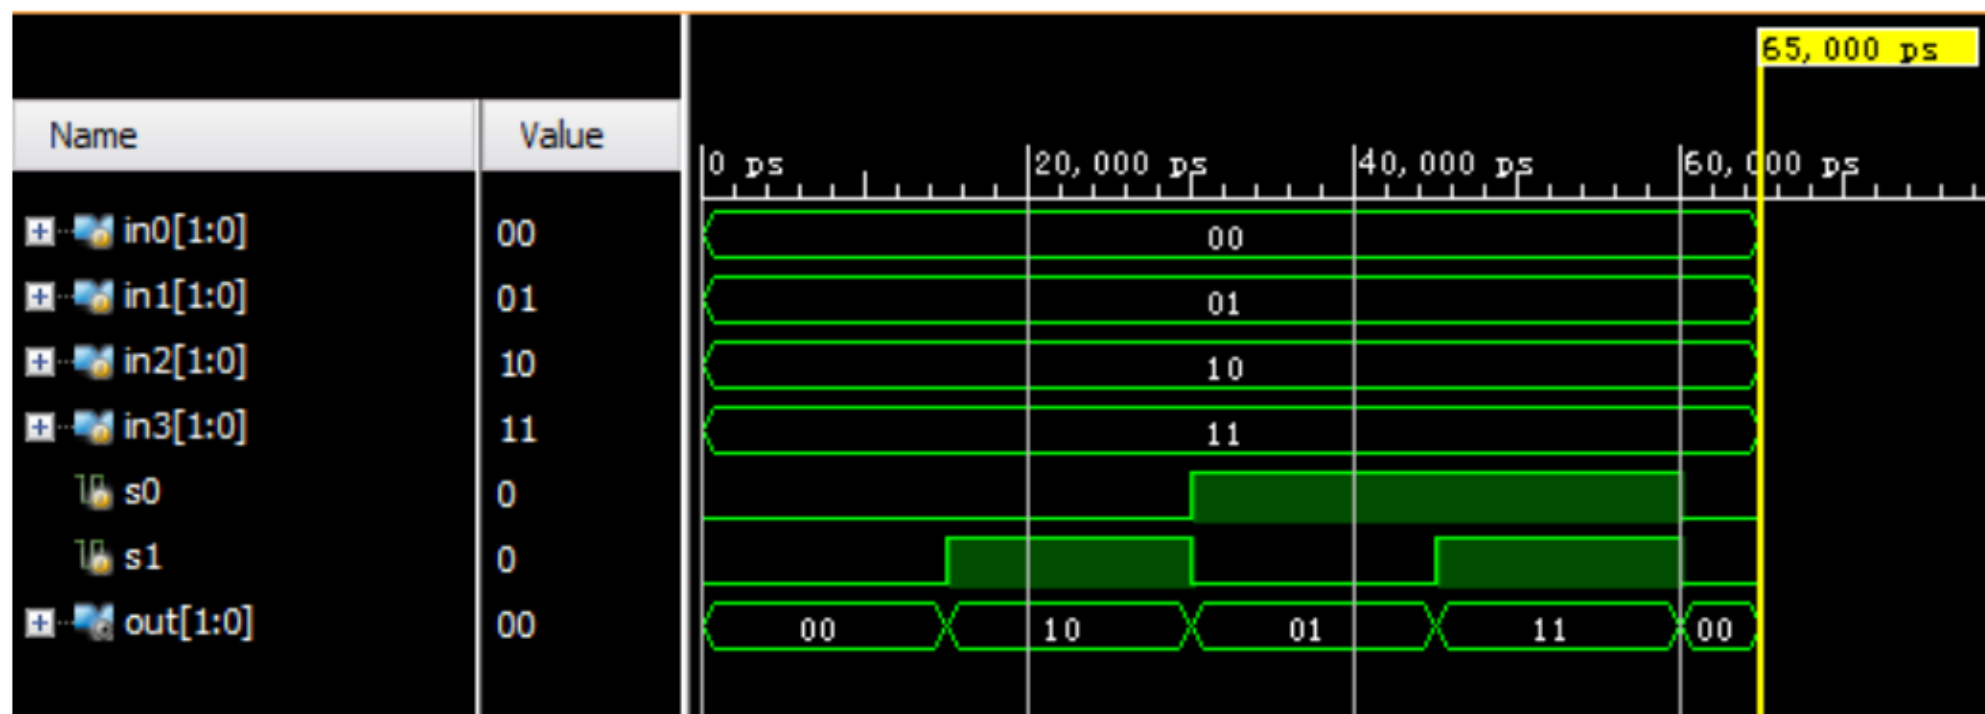 65,000 ps
Name Value
0 ps 20,000 ps 40,000 ps 60,000 ps
in0[1:0] 00 00
in1[1:0] 01 01
in2[1:0] 10 10
in3[1:0] 11 11
s0 0
s1 0
out[1:0] 00 00 10 01 11 00